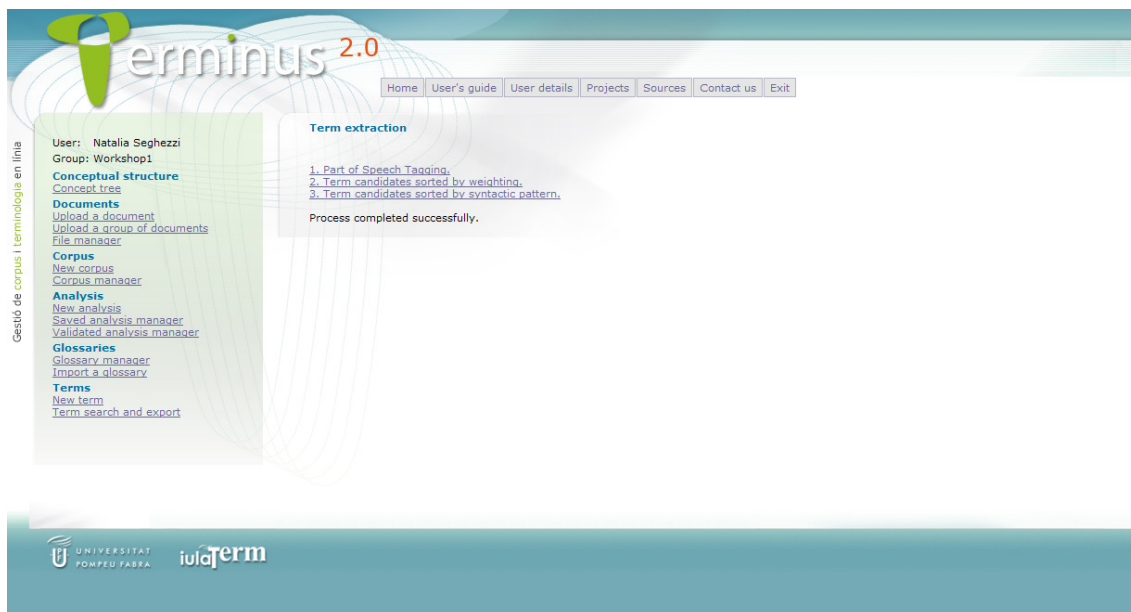 Terminus 2.0
Home User's guide User details Projects Sources Contact us Exit
Gestió de corpus i terminologia en línia
User: Natalia Seghezzi
Group: Workshop1
Conceptual structure
Concept tree
Documents
Upload a document
Upload a group of documents
File manager
Corpus
New corpus
Corpus manager
Analysis
New analysis
Saved analysis manager
Validated analysis manager
Glossaries
Glossary manager
Import a glossary
Terms
New term
Term search and export
Term extraction
1. Part of Speech Tagging.
2. Term candidates sorted by weighting.
3. Term candidates sorted by syntactic pattern.
Process completed successfully.
UNIVERSITAT
POMPEU FABRA
iulaTerm